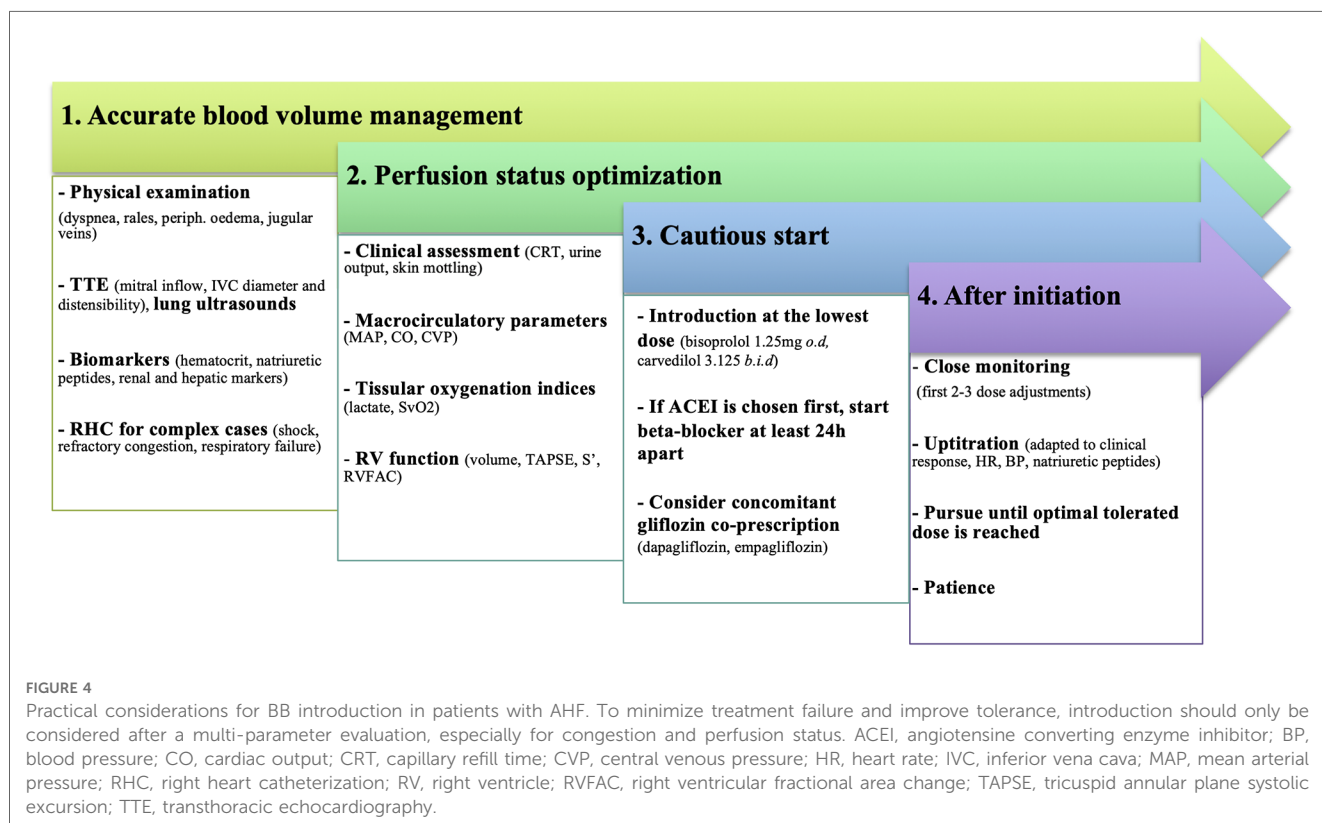 1. Accurate blood volume management
- Physical examination
(dyspnea, rales, periph. oedema, jugular
veins)
- TTE (mitral inflow, IVC diameter and
distensibility), lung ultrasounds
- Biomarkers (hematocrit, natriuretic
peptides, renal and hepatic markers)
- RHC for complex cases (shock,
refractory congestion, respiratory failure)
2. Perfusion status optimization
- Clinical assessment (CRT, urine
output, skin mottling)
- Macrocirculatory parameters
(MAP, CO, CVP)
- Tissular oxygenation indices
(lactate, SvO2)
- RV function (volume, TAPSE, S’,
RVFAC)
3. Cautious start
- Introduction at the lowest
dose (bisoprolol 1.25mg o.d,
carvedilol 3.125 b.i.d)
- If ACEI is chosen first, start
beta-blocker at least 24h
apart
- Consider concomitant
gliflozin co-prescription
(dapagliflozin, empagliflozin)
4. After initiation
- Close monitoring
(first 2-3 dose adjustments)
- Uptitration (adapted to clinical
response, HR, BP, natriuretic peptides)
- Pursue until optimal tolerated
dose is reached
- Patience
FIGURE 4
Practical considerations for BB introduction in patients with AHF. To minimize treatment failure and improve tolerance, introduction should only be
considered after a multi-parameter evaluation, especially for congestion and perfusion status. ACEI, angiotensine converting enzyme inhibitor; BP,
blood pressure; CO, cardiac output; CRT, capillary refill time; CVP, central venous pressure; HR, heart rate; IVC, inferior vena cava; MAP, mean arterial
pressure; RHC, right heart catheterization; RV, right ventricle; RVFAC, right ventricular fractional area change; TAPSE, tricuspid annular plane systolic
excursion; TTE, transthoracic echocardiography.